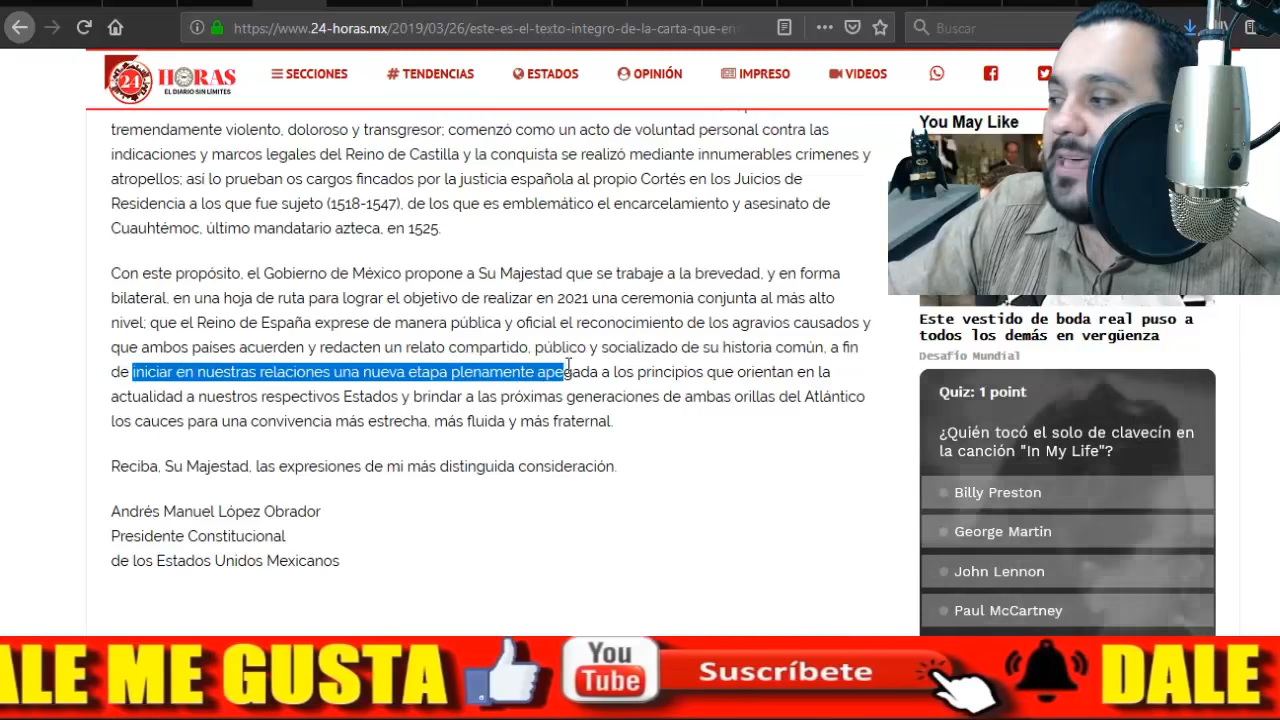 https://www.24-horas.mx/2019/03/26/este-es-el-texto-integro-de-la-carta-que-en
Buscar
24 HORAS
EL DIARIO SIN LÍMITES
SECCIONES
# TENDENCIAS
ESTADOS
OPINIÓN
IMPRESO
VIDEOS
tremendamente violento, doloroso y transgresor; comenzó como un acto de voluntad personal contra las
indicaciones y marcos legales del Reino de Castilla y la conquista se realizó mediante innumerables crímenes y
atropellos; así lo prueban os cargos fincados por la justicia española al propio Cortés en los Juicios de
Residencia a los que fue sujeto (1518-1547), de los que es emblemático el encarcelamiento y asesinato de
Cuauhtémoc, último mandatario azteca, en 1525.
Con este propósito, el Gobierno de México propone a Su Majestad que se trabaje a la brevedad, y en forma
bilateral, en una hoja de ruta para lograr el objetivo de realizar en 2021 una ceremonia conjunta al más alto
nivel; que el Reino de España exprese de manera pública y oficial el reconocimiento de los agravios causados y
que ambos países acuerden y redacten un relato compartido, público y socializado de su historia común, a fin
de iniciar en nuestras relaciones una nueva etapa plenamente apegada a los principios que orientan en la
actualidad a nuestros respectivos Estados y brindar a las próximas generaciones de ambas orillas del Atlántico
los cauces para una convivencia más estrecha, más fluida y más fraternal.
Reciba, Su Majestad, las expresiones de mi más distinguida consideración.
Andrés Manuel López Obrador
Presidente Constitucional
de los Estados Unidos Mexicanos
You May Like
Este vestido de boda real puso a
todos los demás en vergüenza
Desafío Mundial
Quiz: 1 point
¿Quién tocó el solo de clavecín en
la canción "In My Life"?
Billy Preston
George Martin
John Lennon
Paul McCartney
ALE ME GUSTA
You
Tube
Suscríbete
DALE